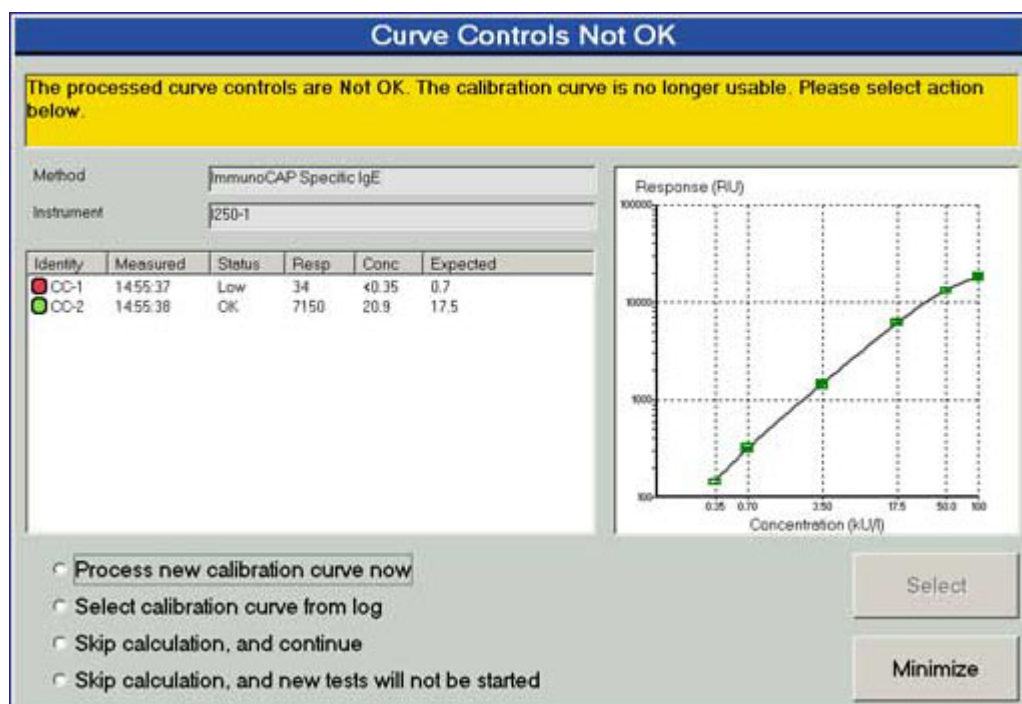 Curve Controls Not OK
The processed curve controls are Not OK. The calibration curve is no longer usable. Please select action
below.
Method ImmunoCAP Specific IgE
Instrument I250-1
Identity Measured Status Resp Conc Expected
CC-1 14:55:37 Low 34 <0.35 0.7
CC-2 14:55:38 OK 7150 20.9 17.5
Response (RU)
100000
10000
1000
100
0.35 0.70 3.50 17.5 50.0 100
Concentration (kU/l)
Process new calibration curve now
Select calibration curve from log
Skip calculation, and continue
Skip calculation, and new tests will not be started
Select
Minimize